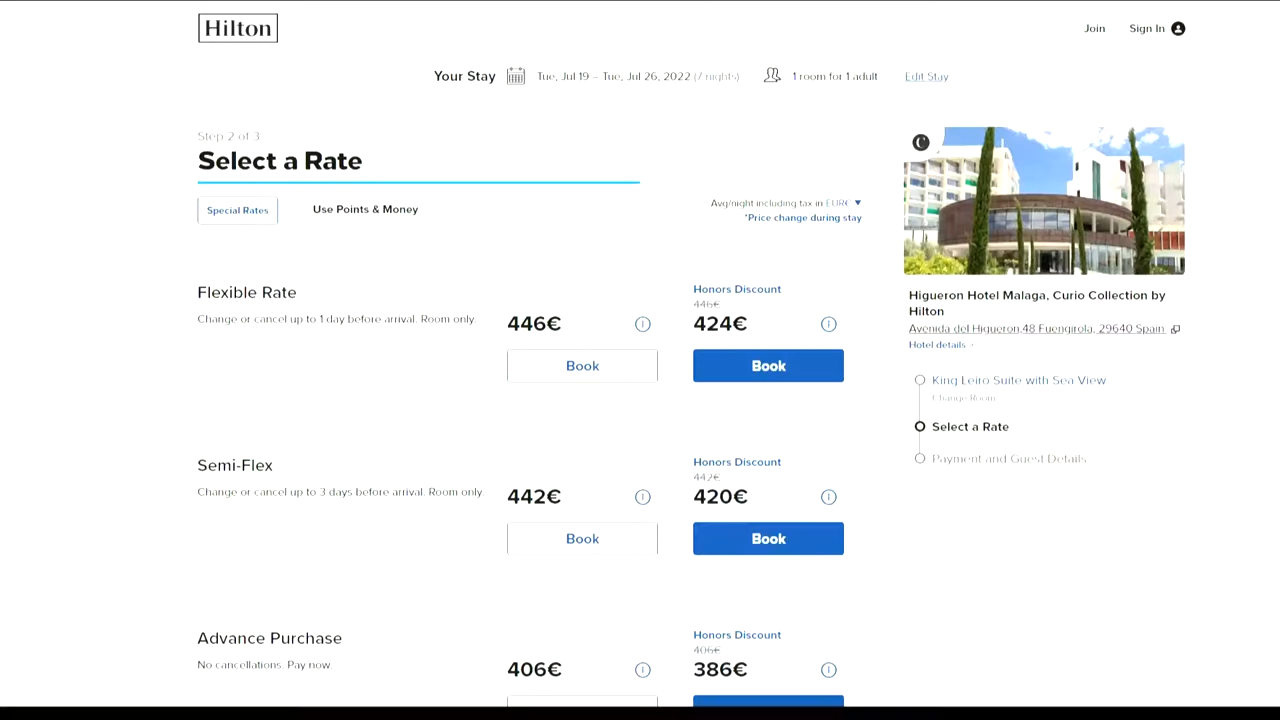 Hilton
Join Sign In
Your Stay Tue, Jul 19 – Tue, Jul 26, 2022 (7 nights) 1 room for 1 adult Edit Stay
Step 2 of 3
Select a Rate
Special Rates Use Points & Money
Avg/night including tax in EUR€
*Price change during stay
Flexible Rate
Change or cancel up to 1 day before arrival. Room only.
446€
Book
Honors Discount
446€
424€
Book
Semi-Flex
Change or cancel up to 3 days before arrival. Room only
442€
Book
Honors Discount
442€
420€
Book
Advance Purchase
No cancellations. Pay now.
406€
Honors Discount
406€
386€
Higueron Hotel Malaga, Curio Collection by
Hilton
Avenida del Higueron,48 Fuengirola, 29640 Spain
Hotel details
King Leiro Suite with Sea View
Change Room
Select a Rate
Payment and Guest Details